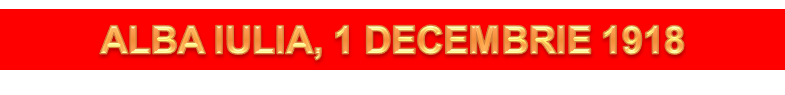 ALBA IULIA, 1 DECEMBRIE 1918